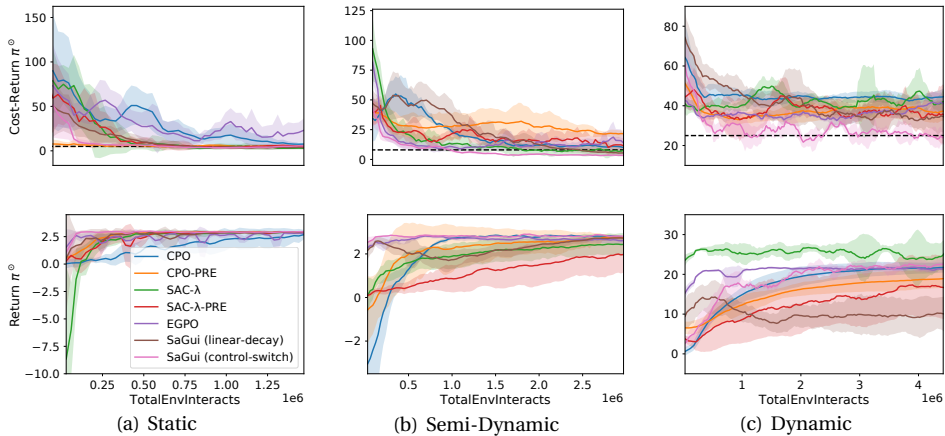 150
100
50
0
Cost-Return π⊙
125
100
75
50
25
0
80
60
40
20
2.5
0.0
−2.5
−5.0
−7.5
−10.0
Return π⊙
CPO
CPO-PRE
SAC-λ
SAC-λ-PRE
EGPO
SaGui (linear-decay)
SaGui (control-switch)
0.25 0.50 0.75 1.00 1.25
TotalEnvInteracts 1e6
2
0
−2
0.5 1.0 1.5 2.0 2.5
TotalEnvInteracts 1e6
30
20
10
0
1 2 3 4
TotalEnvInteracts 1e6
(a) Static
(b) Semi-Dynamic
(c) Dynamic